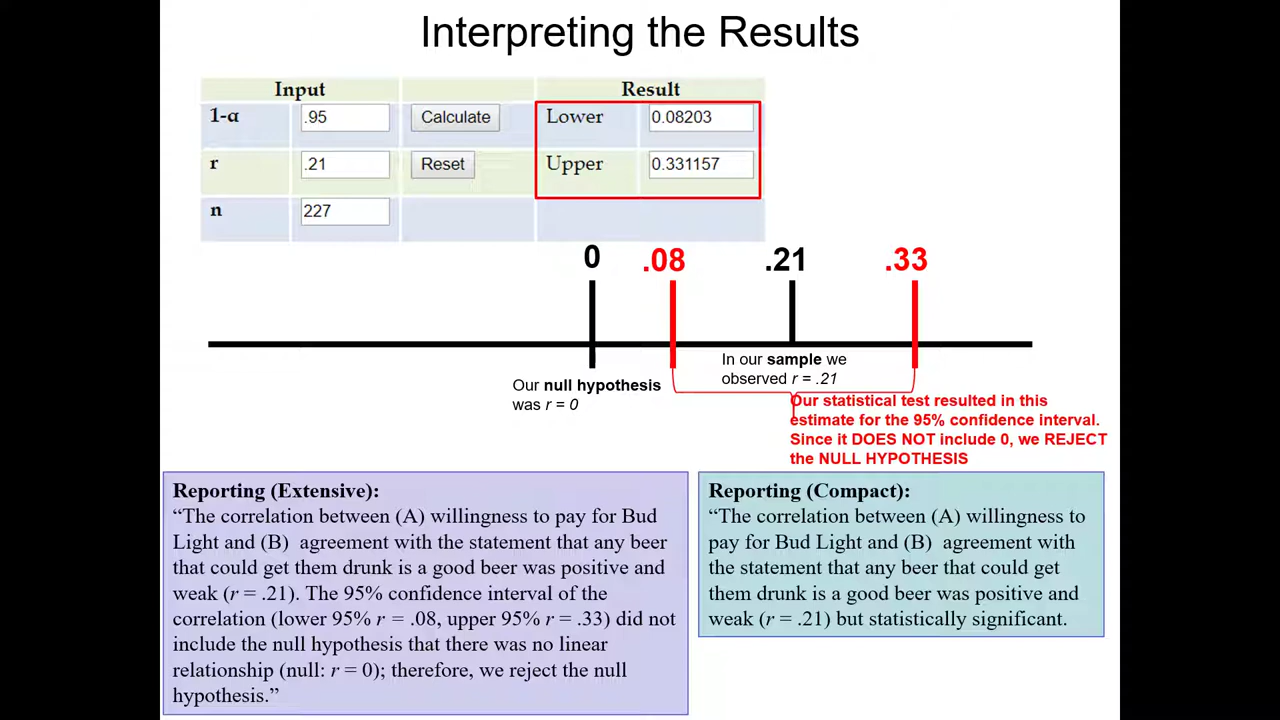 Interpreting the Results
Input Result
1-α .95 Calculate Lower 0.08203
r .21 Reset Upper 0.331157
n 227
0 .08 .21 .33
In our sample we
observed r = .21
Our null hypothesis
was r = 0
Our statistical test resulted in this
estimate for the 95% confidence interval.
Since it DOES NOT include 0, we REJECT
the NULL HYPOTHESIS
Reporting (Extensive):
“The correlation between (A) willingness to pay for Bud
Light and (B) agreement with the statement that any beer
that could get them drunk is a good beer was positive and
weak (r = .21). The 95% confidence interval of the
correlation (lower 95% r = .08, upper 95% r = .33) did not
include the null hypothesis that there was no linear
relationship (null: r = 0); therefore, we reject the null
hypothesis.”
Reporting (Compact):
“The correlation between (A) willingness to
pay for Bud Light and (B) agreement with
the statement that any beer that could get
them drunk is a good beer was positive and
weak (r = .21) but statistically significant.